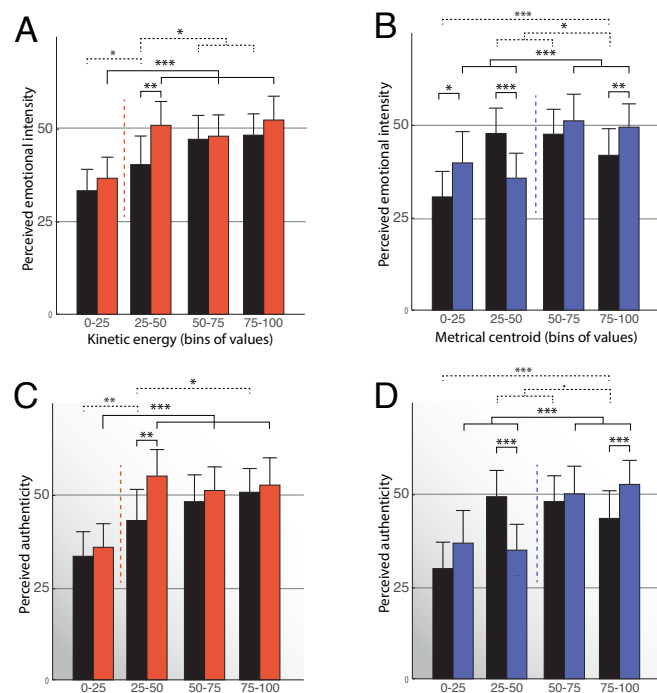 A
*
*
***
**
Perceived emotional intensity
50
25
0
0-25 25-50 50-75 75-100
Kinetic energy (bins of values)
B
***
*
***
* *** **
Perceived emotional intensity
50
25
0
0-25 25-50 50-75 75-100
Metrical centroid (bins of values)
C
*
**
***
**
Perceived authenticity
50
25
0
0-25 25-50 50-75 75-100
D
***
.
***
*** ***
Perceived authenticity
50
25
0
0-25 25-50 50-75 75-100